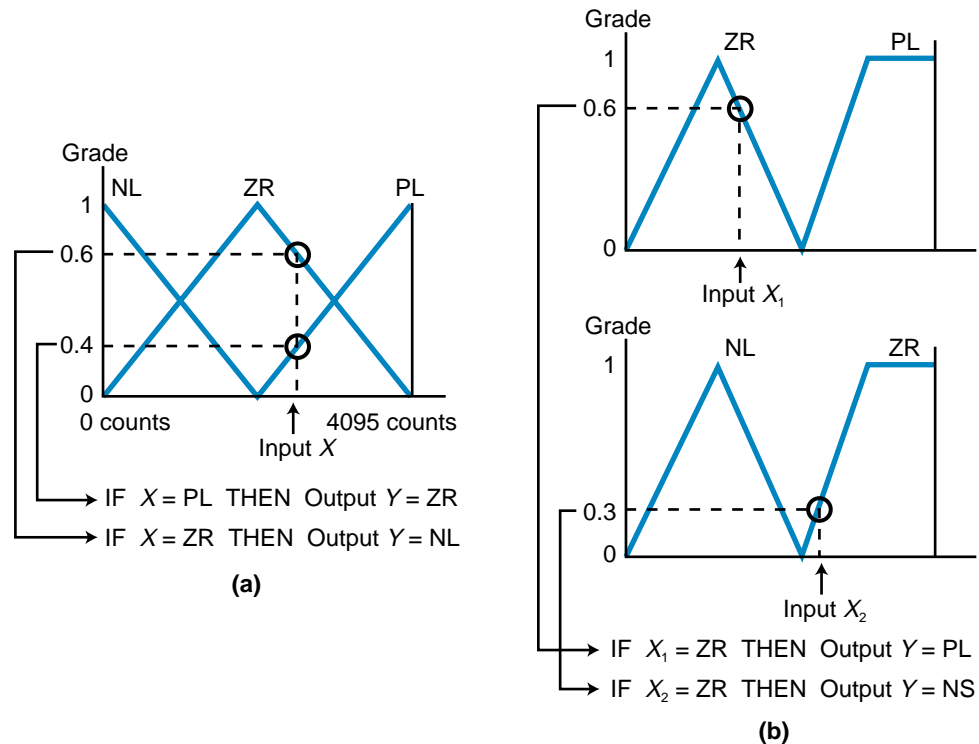 Grade
NL ZR PL
1
0.6
0.4
0
0 counts 4095 counts
Input X
IF X = PL THEN Output Y = ZR
IF X = ZR THEN Output Y = NL
(a)
ZR PL
1
0.6
0
Input X₁
Grade
NL ZR
1
0.3
0
Input X₂
IF X₁ = ZR THEN Output Y = PL
IF X₂ = ZR THEN Output Y = NS
(b)